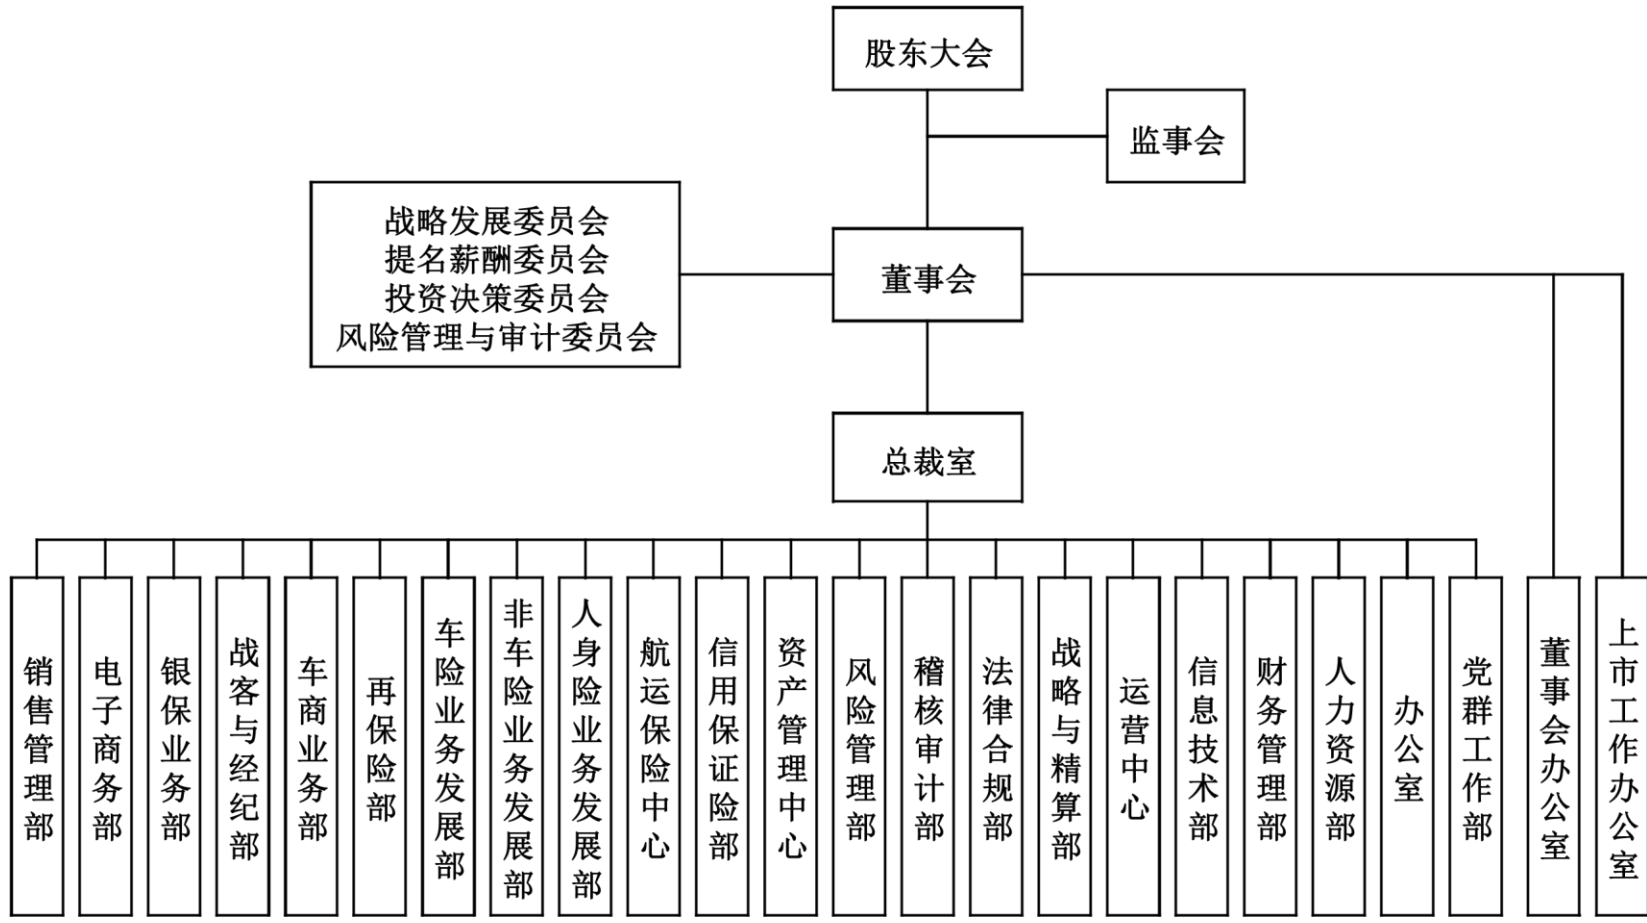 股东大会
监事会
战略发展委员会
提名薪酬委员会
投资决策委员会
风险管理与审计委员会
董事会
总裁室
销售管理部
电子商务部
银保业务部
战客与经纪部
车商业务部
再保险部
车险业务发展部
非车险业务发展部
人身险业务发展部
航运保险中心
信用保证险部
资产管理中心
风险管理部
稽核审计部
法律合规部
战略与精算部
运营中心
信息技术部
财务管理部
人力资源部
办公室
党群工作部
董事会办公室
上市工作办公室